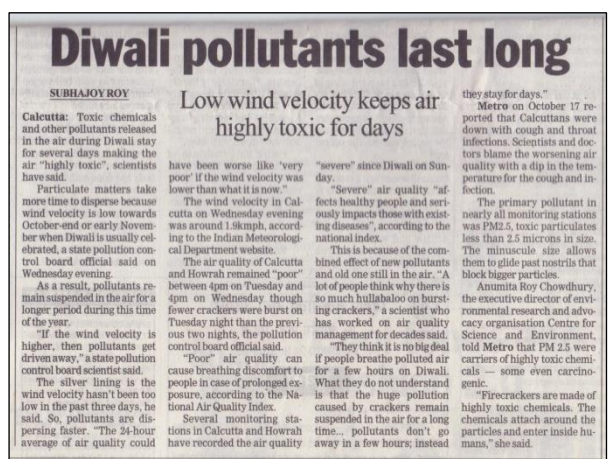 Diwali pollutants last long
SUBHAJOY ROY
Low wind velocity keeps air
highly toxic for days
Calcutta: Toxic chemicals
and other pollutants released
in the air during Diwali stay
for several days making the
air "highly toxic", scientists
have said.
Particulate matters take
more time to disperse because
wind velocity is low towards
October-end or early Novem-
ber when Diwali is usually cel-
ebrated, a state pollution con-
trol board official said on
Wednesday evening.
As a result, pollutants re-
main suspended in the air for a
longer period during this time
of the year.
"If the wind velocity is
higher, then pollutants get
driven away," a state pollution
control board scientist said.
The silver lining is the
wind velocity hasn't been too
low in the past three days, he
said. So, pollutants are dis-
persing faster. "The 24-hour
average of air quality could
have been worse like 'very
poor' if the wind velocity was
lower than what it is now."
The wind velocity in Cal-
cutta on Wednesday evening
was around 1.9kmph, accord-
ing to the Indian Meteorologi-
cal Department website.
The air quality of Calcutta
and Howrah remained "poor"
between 4pm on Tuesday and
4pm on Wednesday though
fewer crackers were burst on
Tuesday night than the previ-
ous two nights, the pollution
control board official said.
"Poor" air quality can
cause breathing discomfort to
people in case of prolonged ex-
posure, according to the Na-
tional Air Quality Index.
Several monitoring sta-
tions in Calcutta and Howrah
have recorded the air quality
"severe" since Diwali on Sun-
day.
"Severe" air quality "af-
fects healthy people and seri-
ously impacts those with exist-
ing diseases", according to the
national index.
This is because of the com-
bined effect of new pollutants
and old one still in the air. "A
lot of people think why there is
so much hullabaloo on burst-
ing crackers," a scientist who
has worked on air quality
management for decades said.
"They think it is no big deal
if people breathe polluted air
for a few hours on Diwali.
What they do not understand
is that the huge pollution
caused by crackers remain
suspended in the air for a long
time... pollutants don't go
away in a few hours; instead
they stay for days."
Metro on October 17 re-
ported that Calcuttans were
down with cough and throat
infections. Scientists and doc-
tors blame the worsening air
quality with a dip in the tem-
perature for the cough and in-
fection.
The primary pollutant in
nearly all monitoring stations
was PM2.5, toxic particulates
less than 2.5 microns in size.
The minuscule size allows
them to glide past nostrils that
block bigger particles.
Anumita Roy Chowdhury,
the executive director of envi-
ronmental research and advo-
cacy organisation Centre for
Science and Environment,
told Metro that PM 2.5 were
carriers of highly toxic chemi-
cals — some even carcino-
genic.
"Firecrackers are made of
highly toxic chemicals. The
chemicals attach around the
particles and enter inside hu-
mans," she said.